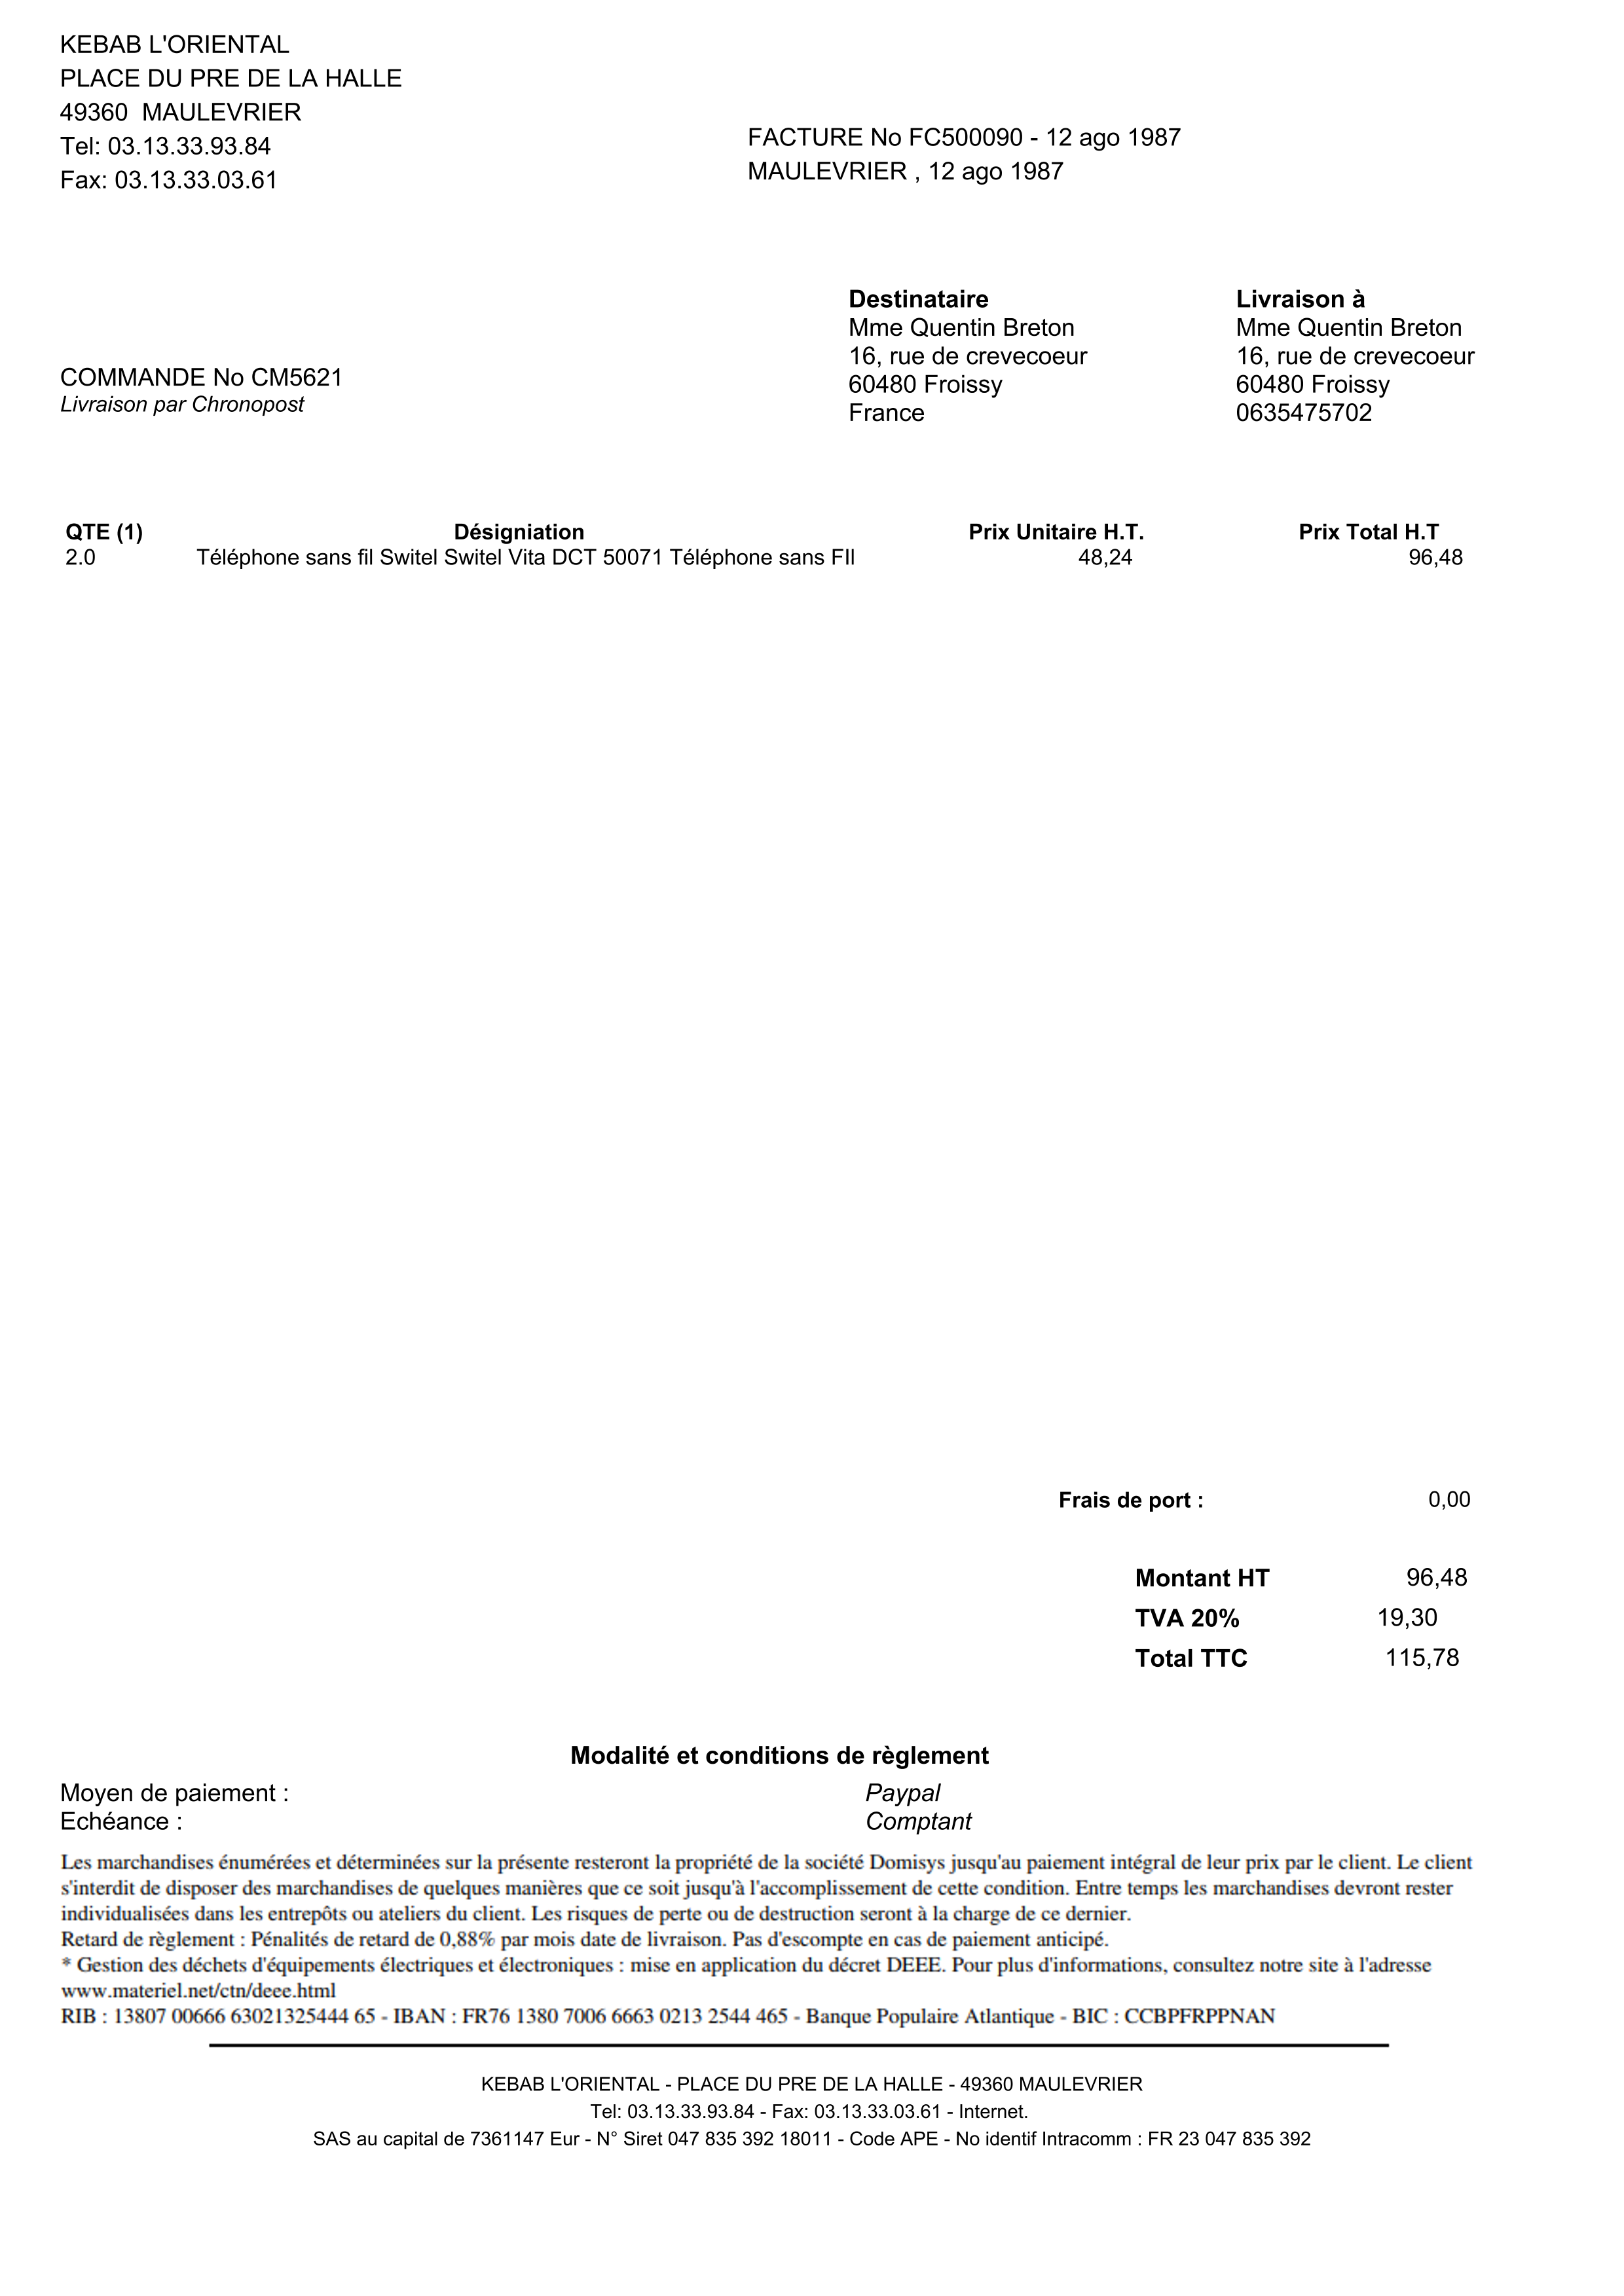 KEBAB L'ORIENTAL
PLACE DU PRE DE LA HALLE
49360 MAULEVRIER
Tel: 03.13.33.93.84
Fax: 03.13.33.03.61
FACTURE No FC500090 - 12 ago 1987
MAULEVRIER , 12 ago 1987
COMMANDE No CM5621
Livraison par Chronopost
Destinataire
Mme Quentin Breton
16, rue de crevecoeur
60480 Froissy
France
Livraison à
Mme Quentin Breton
16, rue de crevecoeur
60480 Froissy
0635475702
QTE (1) Désigniation Prix Unitaire H.T. Prix Total H.T
2.0 Téléphone sans fil Switel Switel Vita DCT 50071 Téléphone sans FIl 48,24 96,48
Frais de port : 0,00
Montant HT 96,48
TVA 20% 19,30
Total TTC 115,78
Modalité et conditions de règlement
Moyen de paiement : Paypal
Echéance : Comptant
Les marchandises énumérées et déterminées sur la présente resteront la propriété de la société Domisys jusqu'au paiement intégral de leur prix par le client. Le client
s'interdit de disposer des marchandises de quelques manières que ce soit jusqu'à l'accomplissement de cette condition. Entre temps les marchandises devront rester
individualisées dans les entrepôts ou ateliers du client. Les risques de perte ou de destruction seront à la charge de ce dernier.
Retard de règlement : Pénalités de retard de 0,88% par mois date de livraison. Pas d'escompte en cas de paiement anticipé.
* Gestion des déchets d'équipements électriques et électroniques : mise en application du décret DEEE. Pour plus d'informations, consultez notre site à l'adresse
www.materiel.net/ctn/deee.html
RIB : 13807 00666 63021325444 65 - IBAN : FR76 1380 7006 6663 0213 2544 465 - Banque Populaire Atlantique - BIC : CCBPFRPPNAN
KEBAB L'ORIENTAL - PLACE DU PRE DE LA HALLE - 49360 MAULEVRIER
Tel: 03.13.33.93.84 - Fax: 03.13.33.03.61 - Internet.
SAS au capital de 7361147 Eur - N° Siret 047 835 392 18011 - Code APE - No identif Intracomm : FR 23 047 835 392